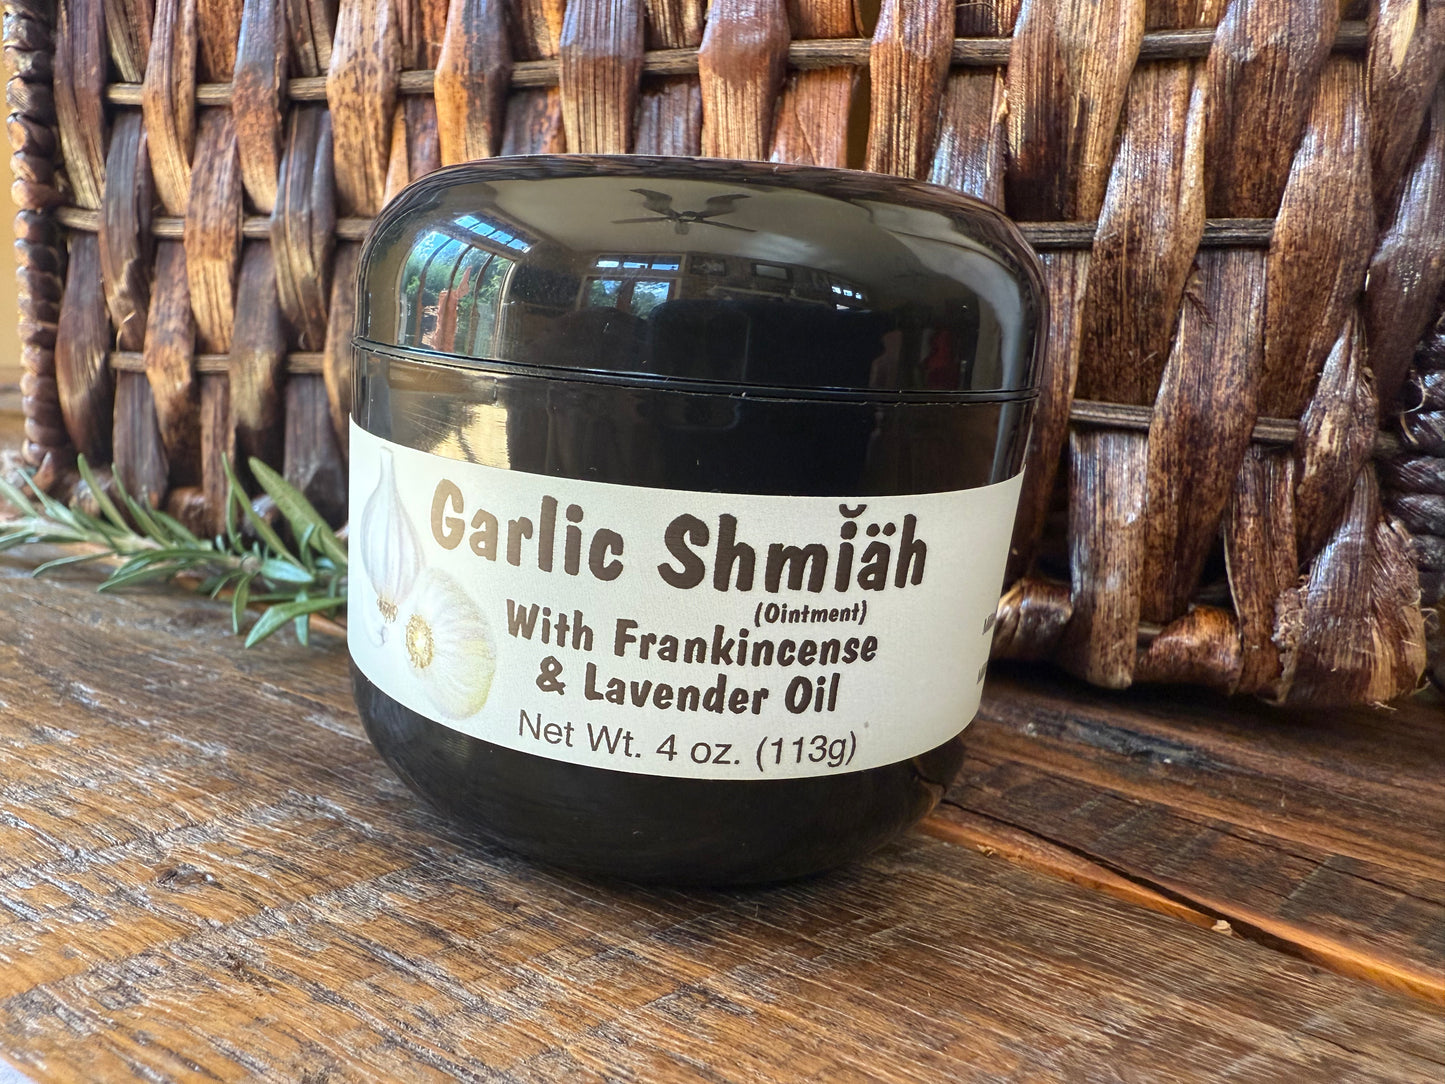 Garlic Shmĭäh
(Ointment)
With Frankincense
& Lavender Oil
Net Wt. 4 oz. (113g)